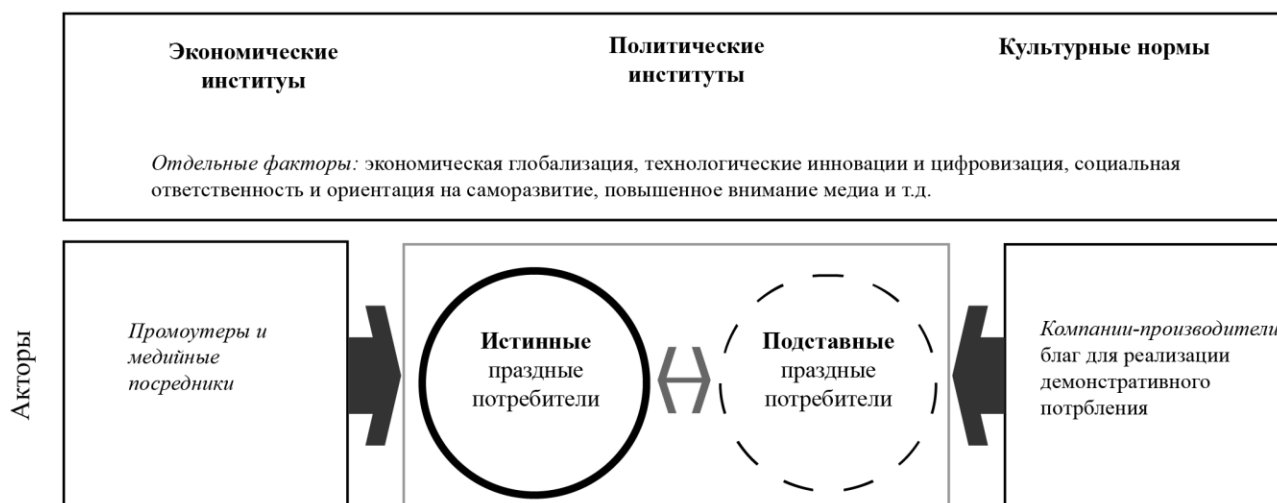 Экономические
институы
Политические
институты
Культурные нормы
Отдельные факторы: экономическая глобализация, технологические инновации и цифровизация, социальная
ответственность и ориентация на саморазвитие, повышенное внимание медиа и т.д.
Акторы
Промоутеры и
медийные
посредники
Истинные
праздные
потребители
Подставные
праздные
потребители
Компании-производители
благ для реализации
демонстративного
потрбления